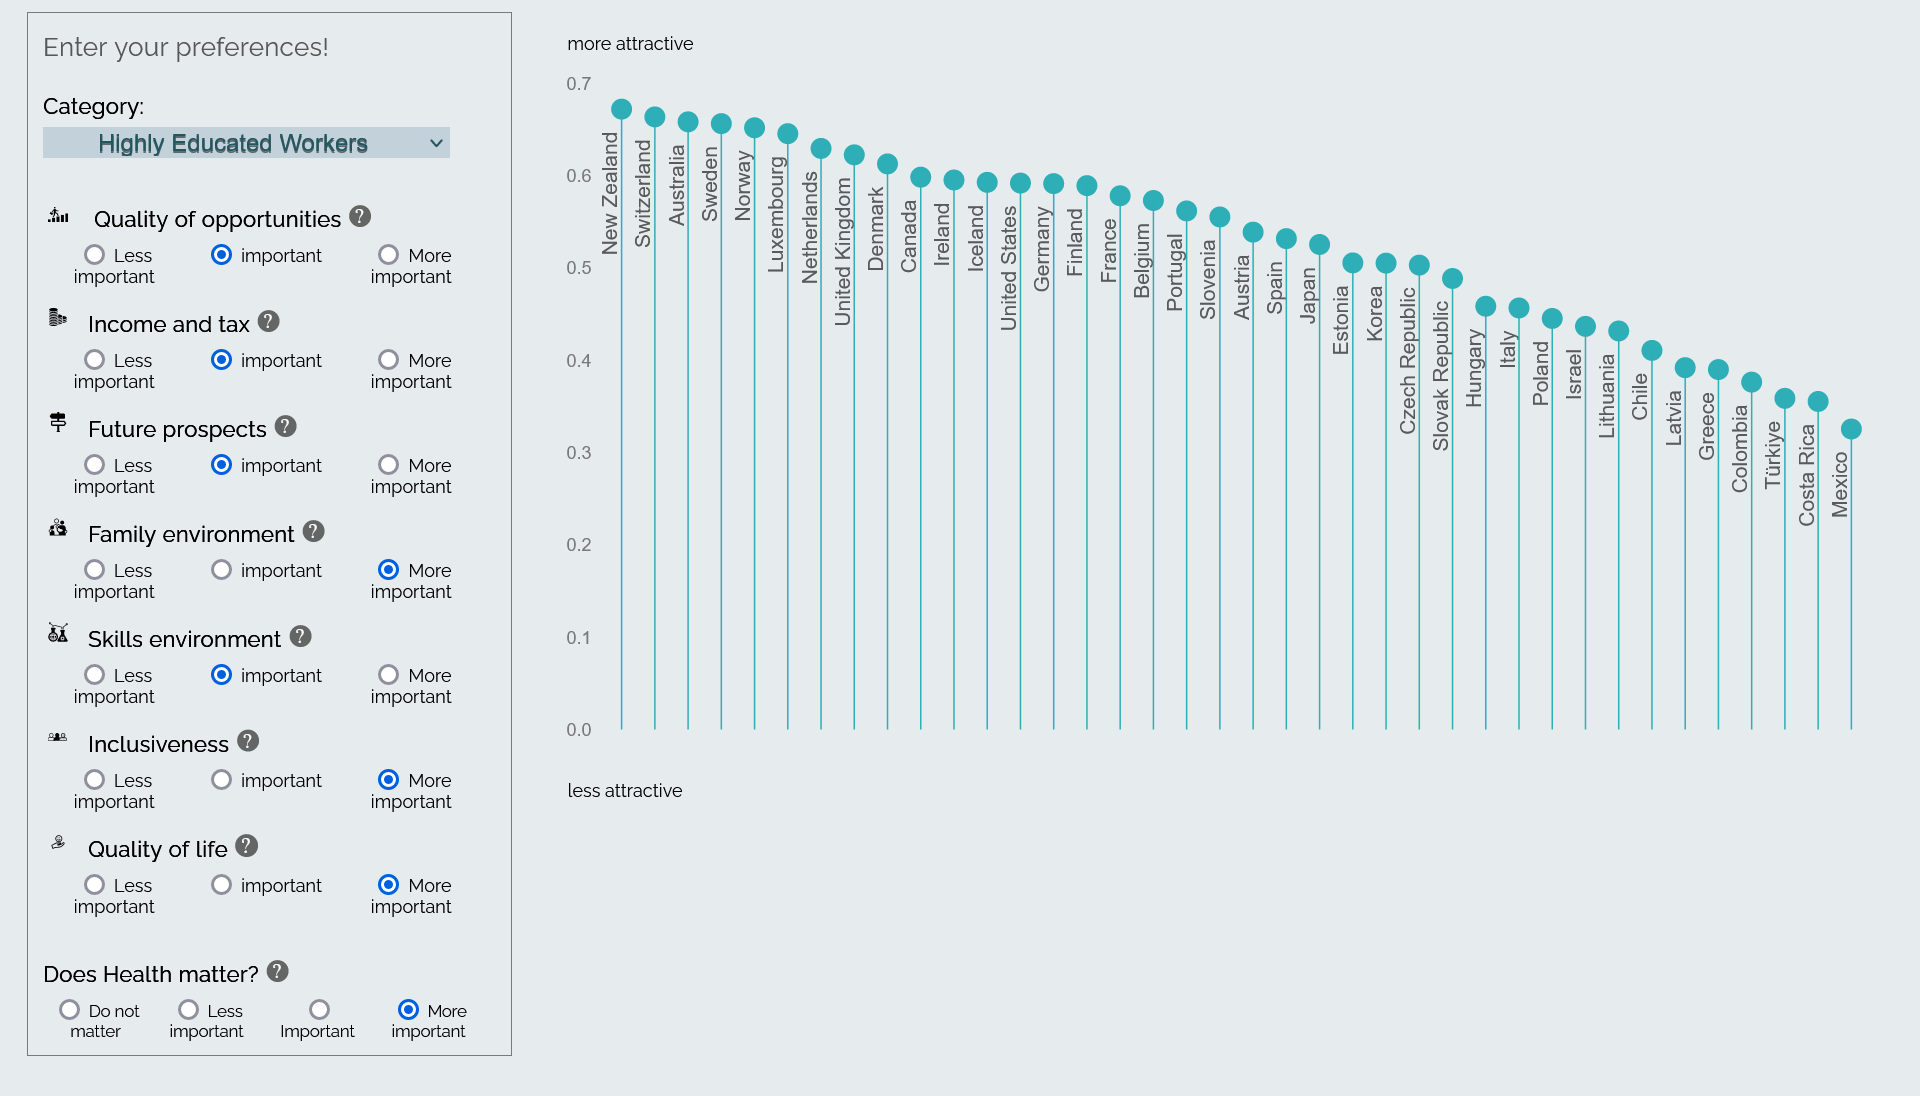 Enter your preferences!
Category:
Highly Educated Workers
Quality of opportunities ?
Less important
important
More important
Income and tax ?
Less important
important
More important
Future prospects ?
Less important
important
More important
Family environment ?
Less important
important
More important
Skills environment ?
Less important
important
More important
Inclusiveness ?
Less important
important
More important
Quality of life ?
Less important
important
More important
Does Health matter? ?
Do not matter
Less important
Important
More important
more attractive
0.7
0.6
0.5
0.4
0.3
0.2
0.1
0.0
New Zealand
Switzerland
Australia
Sweden
Norway
Luxembourg
Netherlands
United Kingdom
Denmark
Canada
Ireland
Iceland
United States
Germany
Finland
France
Belgium
Portugal
Slovenia
Austria
Spain
Japan
Estonia
Korea
Czech Republic
Slovak Republic
Hungary
Italy
Poland
Israel
Lithuania
Chile
Latvia
Greece
Colombia
Türkiye
Costa Rica
Mexico
less attractive